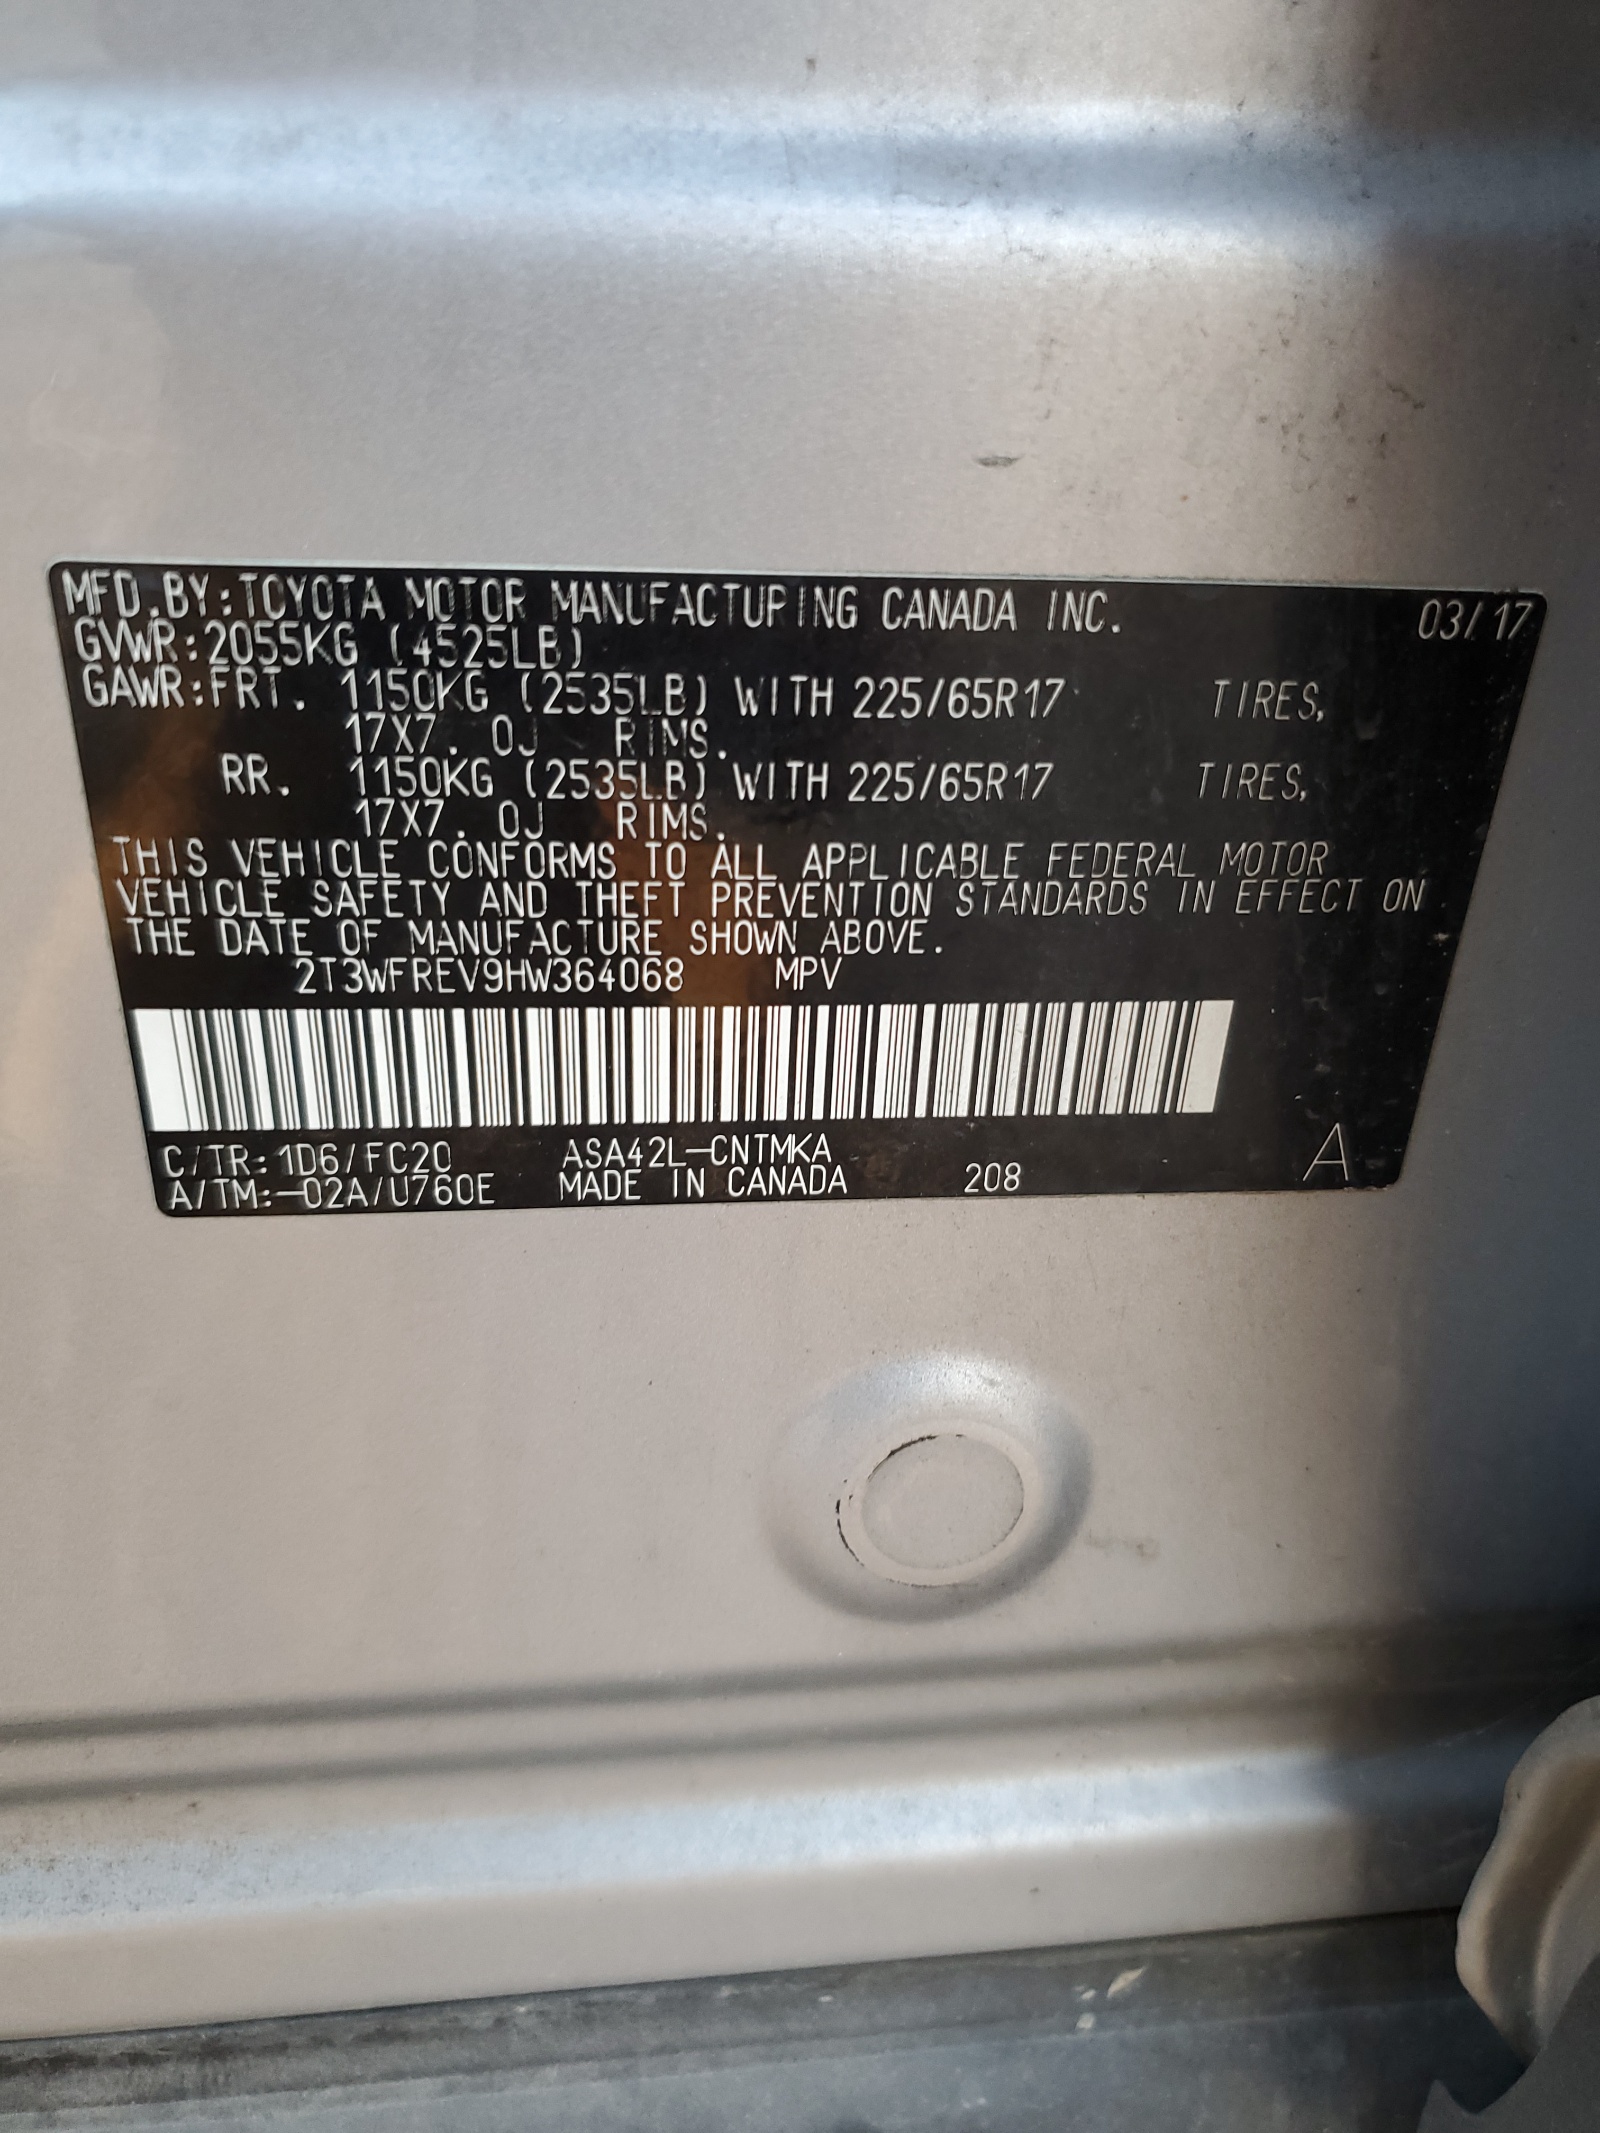 MFD.BY:TOYOTA MOTOR MANUFACTURING CANADA INC. 03/17
GVWR:2055KG (4525LB)
GAWR:FRT. 1150KG (2535LB) WITH 225/65R17 TIRES,
17X7.0J RIMS.
RR. 1150KG (2535LB) WITH 225/65R17 TIRES,
17X7.0J RIMS.
THIS VEHICLE CONFORMS TO ALL APPLICABLE FEDERAL MOTOR
VEHICLE SAFETY AND THEFT PREVENTION STANDARDS IN EFFECT ON
THE DATE OF MANUFACTURE SHOWN ABOVE.
2T3WFREV9HW364068 MPV
C/TR:1D6/FC20 ASA42L-CNTMKA
A/TM:-02A/U760E MADE IN CANADA 208 A